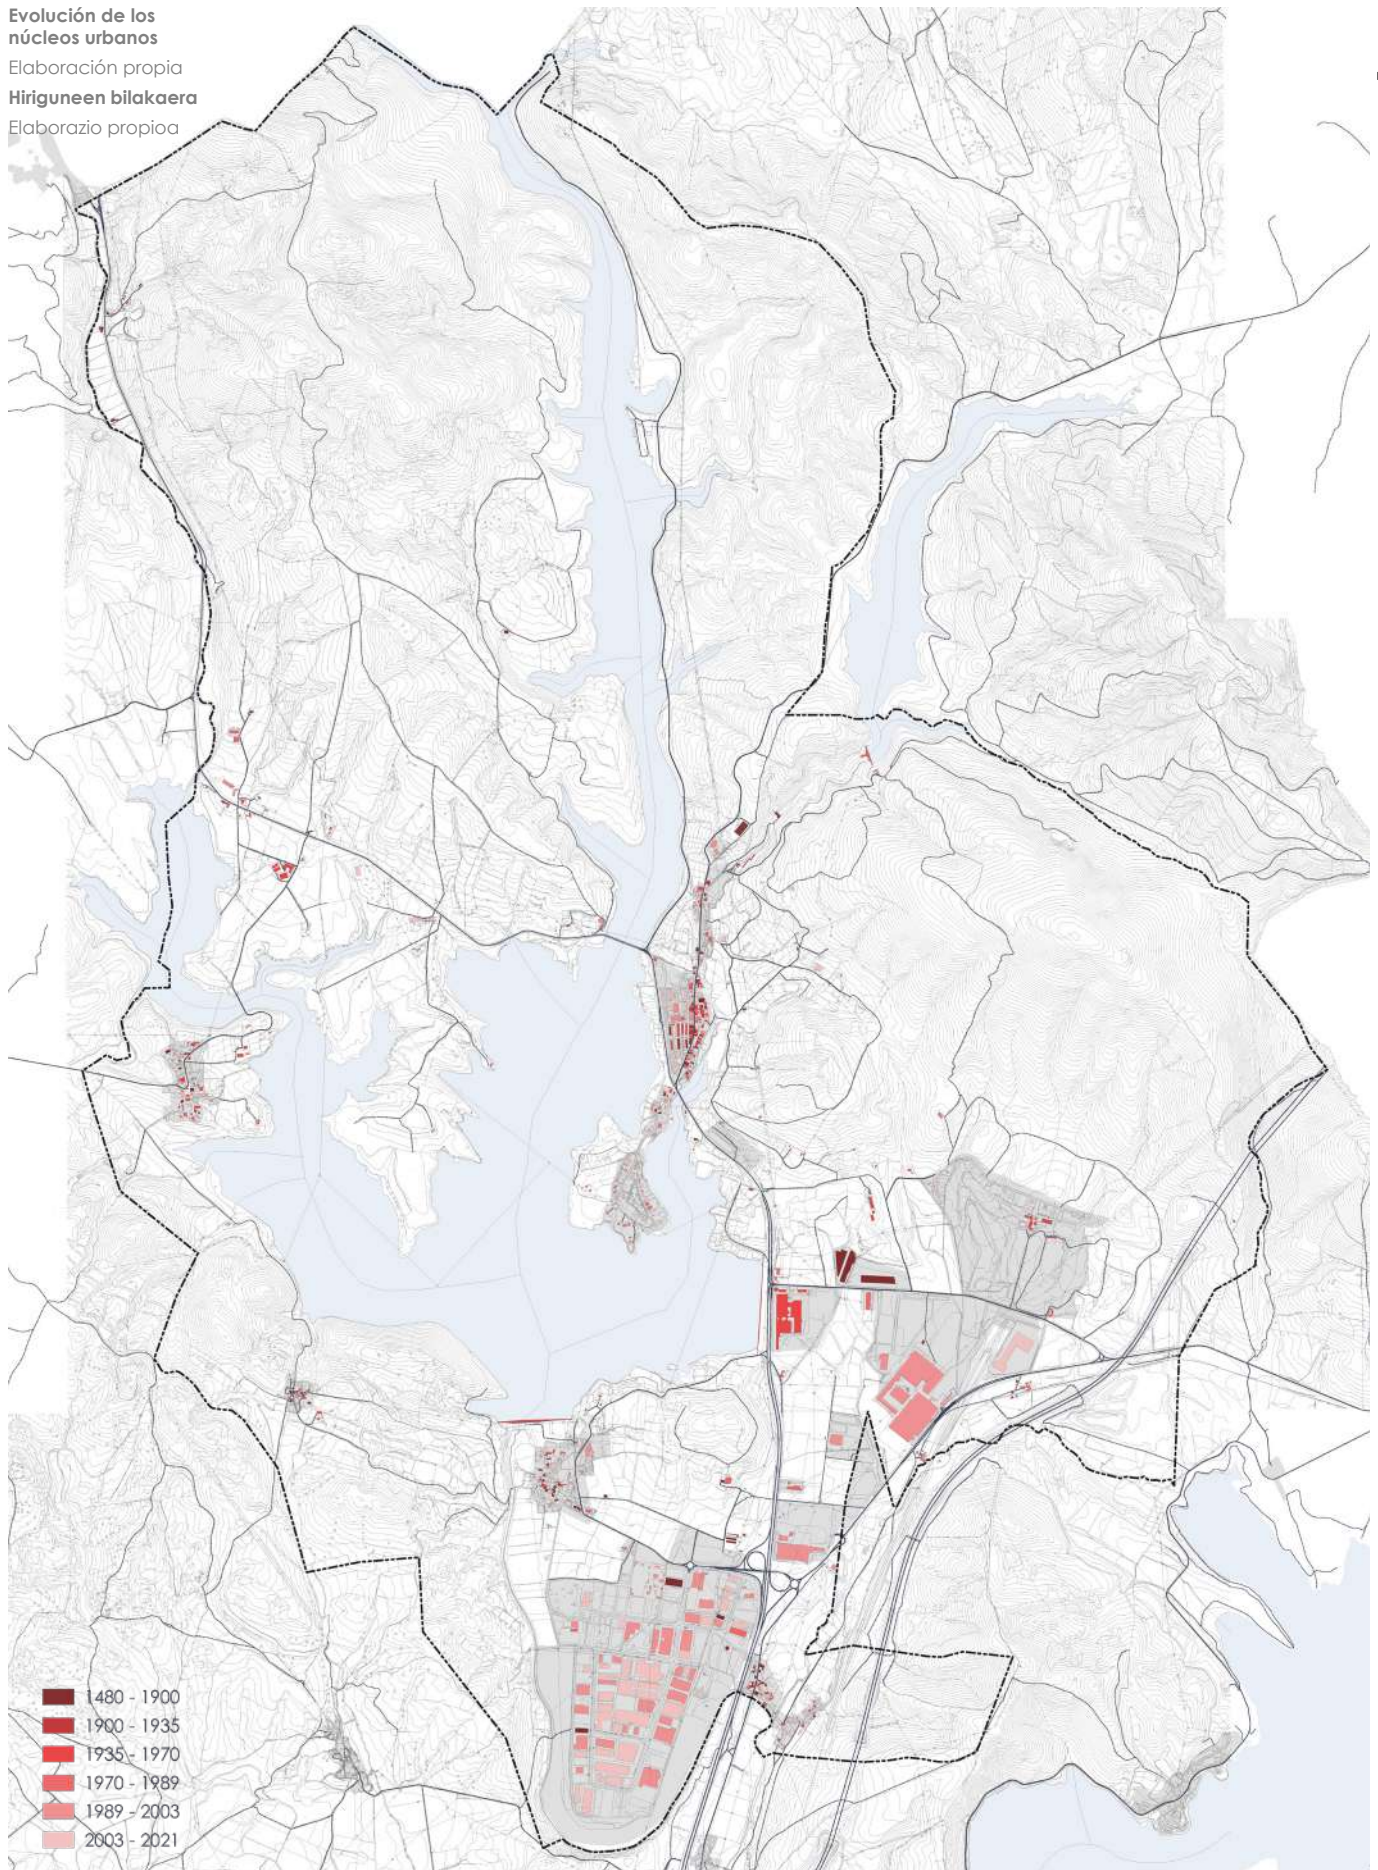 Evolución de los
núcleos urbanos
Elaboración propia
Hiriguneen bilakaera
Elaborazio propioa
1480 - 1900
1900 - 1935
1935 - 1970
1970 - 1989
1989 - 2003
2003 - 2021